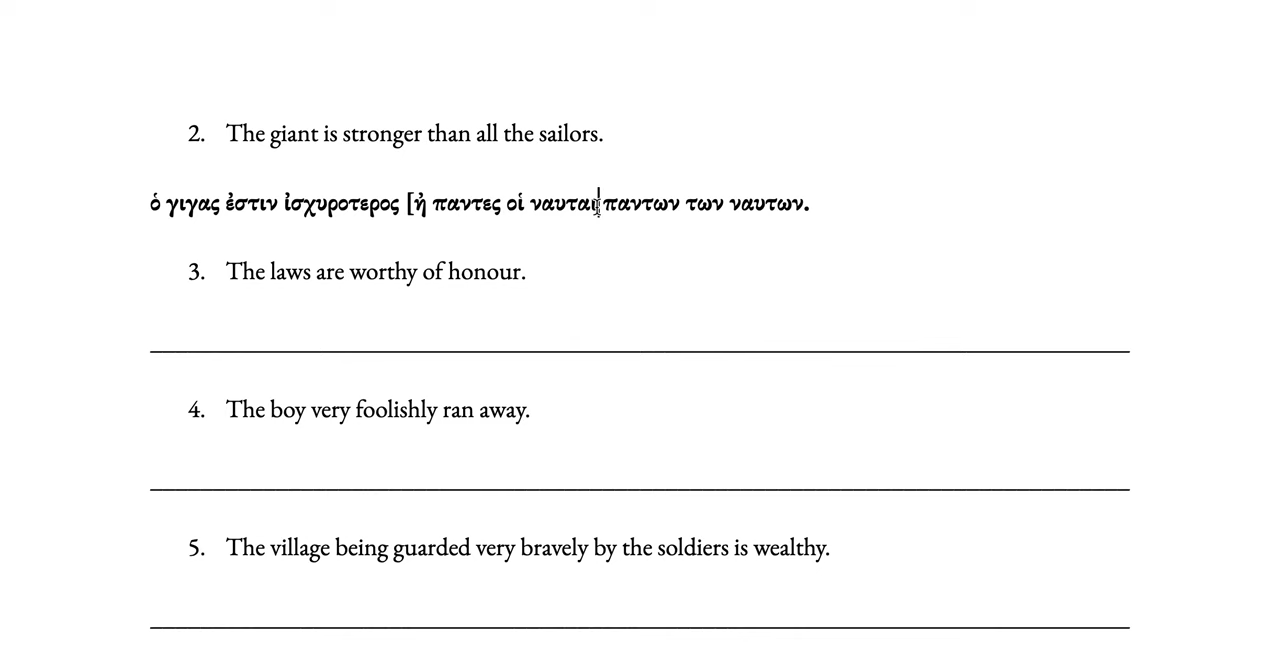 2. The giant is stronger than all the sailors.
ὁ γιγας ἐστιν ἰσχυροτερος [ἠ παντες οἱ ναυται παντων των ναυτων.
3. The laws are worthy of honour.
4. The boy very foolishly ran away.
5. The village being guarded very bravely by the soldiers is wealthy.